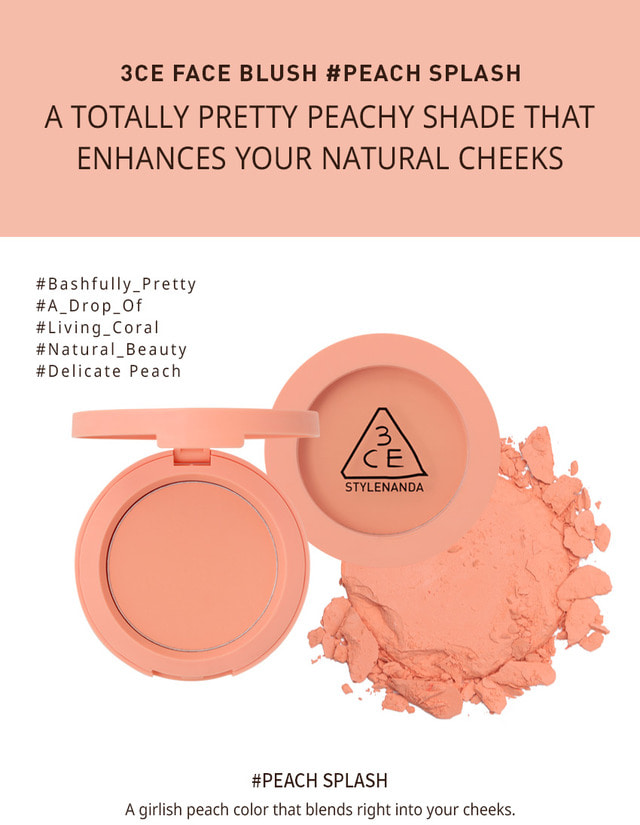 3CE FACE BLUSH #PEACH SPLASH
A TOTALLY PRETTY PEACHY SHADE THAT
ENHANCES YOUR NATURAL CHEEKS
#Bashfully_Pretty
#A_Drop_Of
#Living_Coral
#Natural_Beauty
#Delicate Peach
3
CE
STYLENANDA
#PEACH SPLASH
A girlish peach color that blends right into your cheeks.